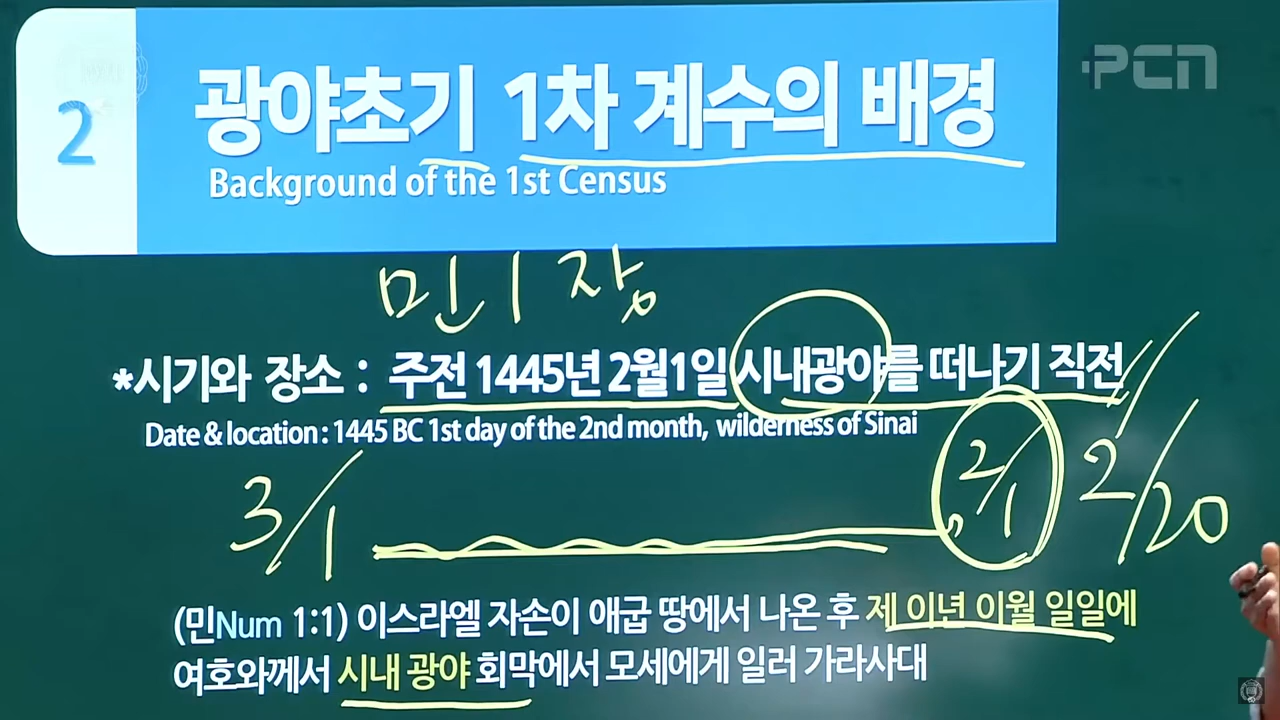 PCN
2
광야초기 1차 계수의 배경
Background of the 1st Census
민 1 장
*시기와 장소 : 주전 1445년 2월1일 시내광야를 떠나기 직전
Date & location : 1445 BC 1st day of the 2nd month, wilderness of Sinai
3/1 2/1 2/20
(민Num 1:1) 이스라엘 자손이 애굽 땅에서 나온 후 제 이년 이월 일일에
여호와께서 시내 광야 회막에서 모세에게 일러 가라사대